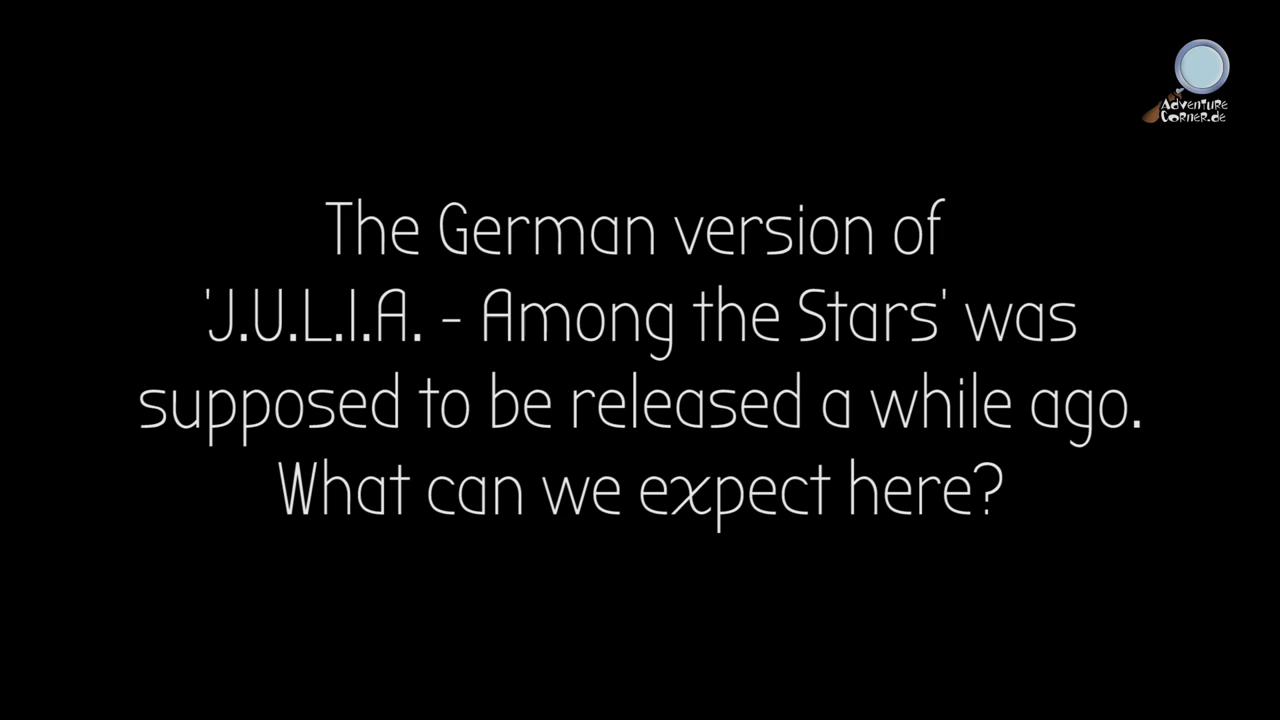 Adventure
Corner.de
The German version of
'J.U.L.I.A. - Among the Stars' was
supposed to be released a while ago.
What can we expect here?